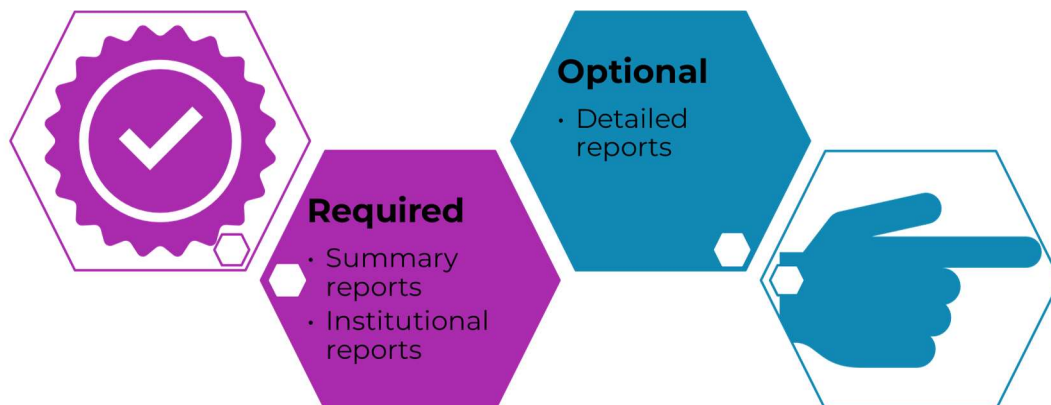 Required
• Summary
reports
• Institutional
reports
Optional
• Detailed
reports